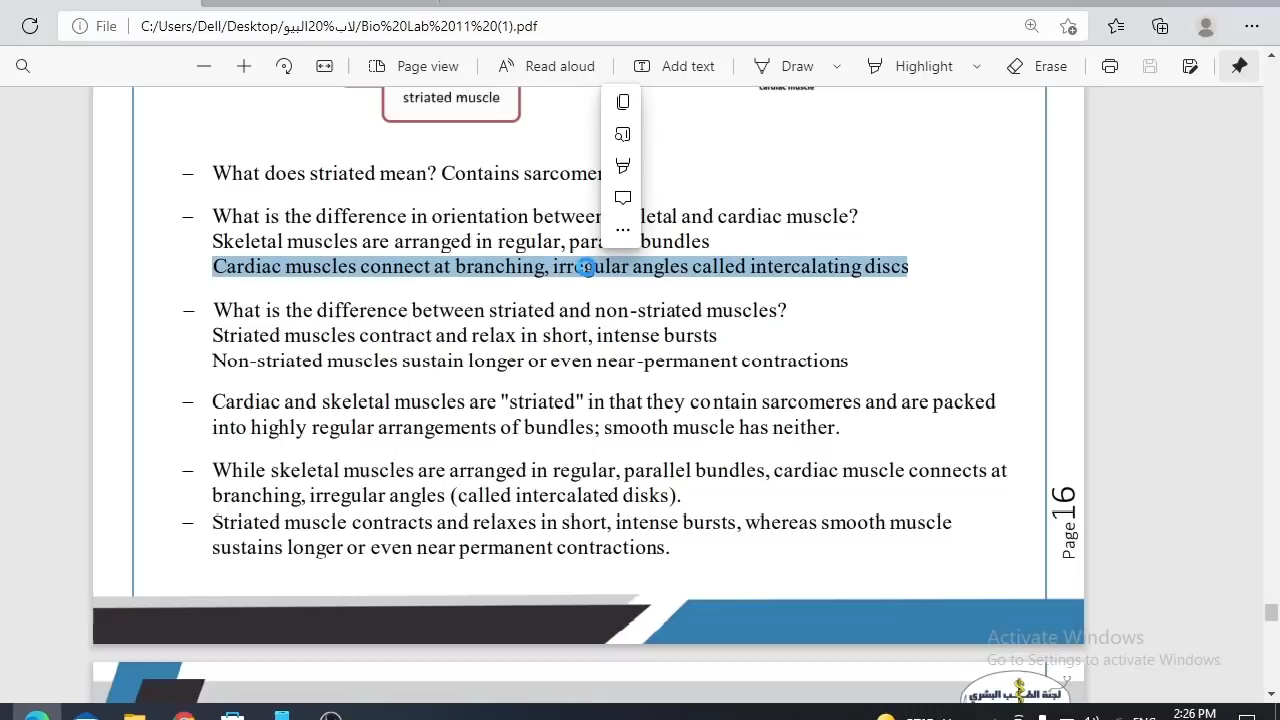 File C:/Users/Dell/Desktop/لاب%20البيو/Bio%20Lab%2011%20(1).pdf
Page view Read aloud Add text Draw Highlight Erase
striated muscle
cardiac muscle
– What does striated mean? Contains
– What is the difference in orientation between and cardiac muscle?
Skeletal muscles are arranged in regular, bundles
Cardiac muscles connect at branching, irregular angles called intercalating discs
– What is the difference between striated and non-striated muscles?
Striated muscles contract and relax in short, intense bursts
Non-striated muscles sustain longer or even near-permanent contractions
– Cardiac and skeletal muscles are "striated" in that they contain sarcomeres and are packed
into highly regular arrangements of bundles; smooth muscle has neither.
– While skeletal muscles are arranged in regular, parallel bundles, cardiac muscle connects at
branching, irregular angles (called intercalated disks).
– Striated muscle contracts and relaxes in short, intense bursts, whereas smooth muscle
sustains longer or even near permanent contractions.
Page 16
Activate Windows
Go to Settings to activate Windows.
لجنة الطب البشري
2:26 PM